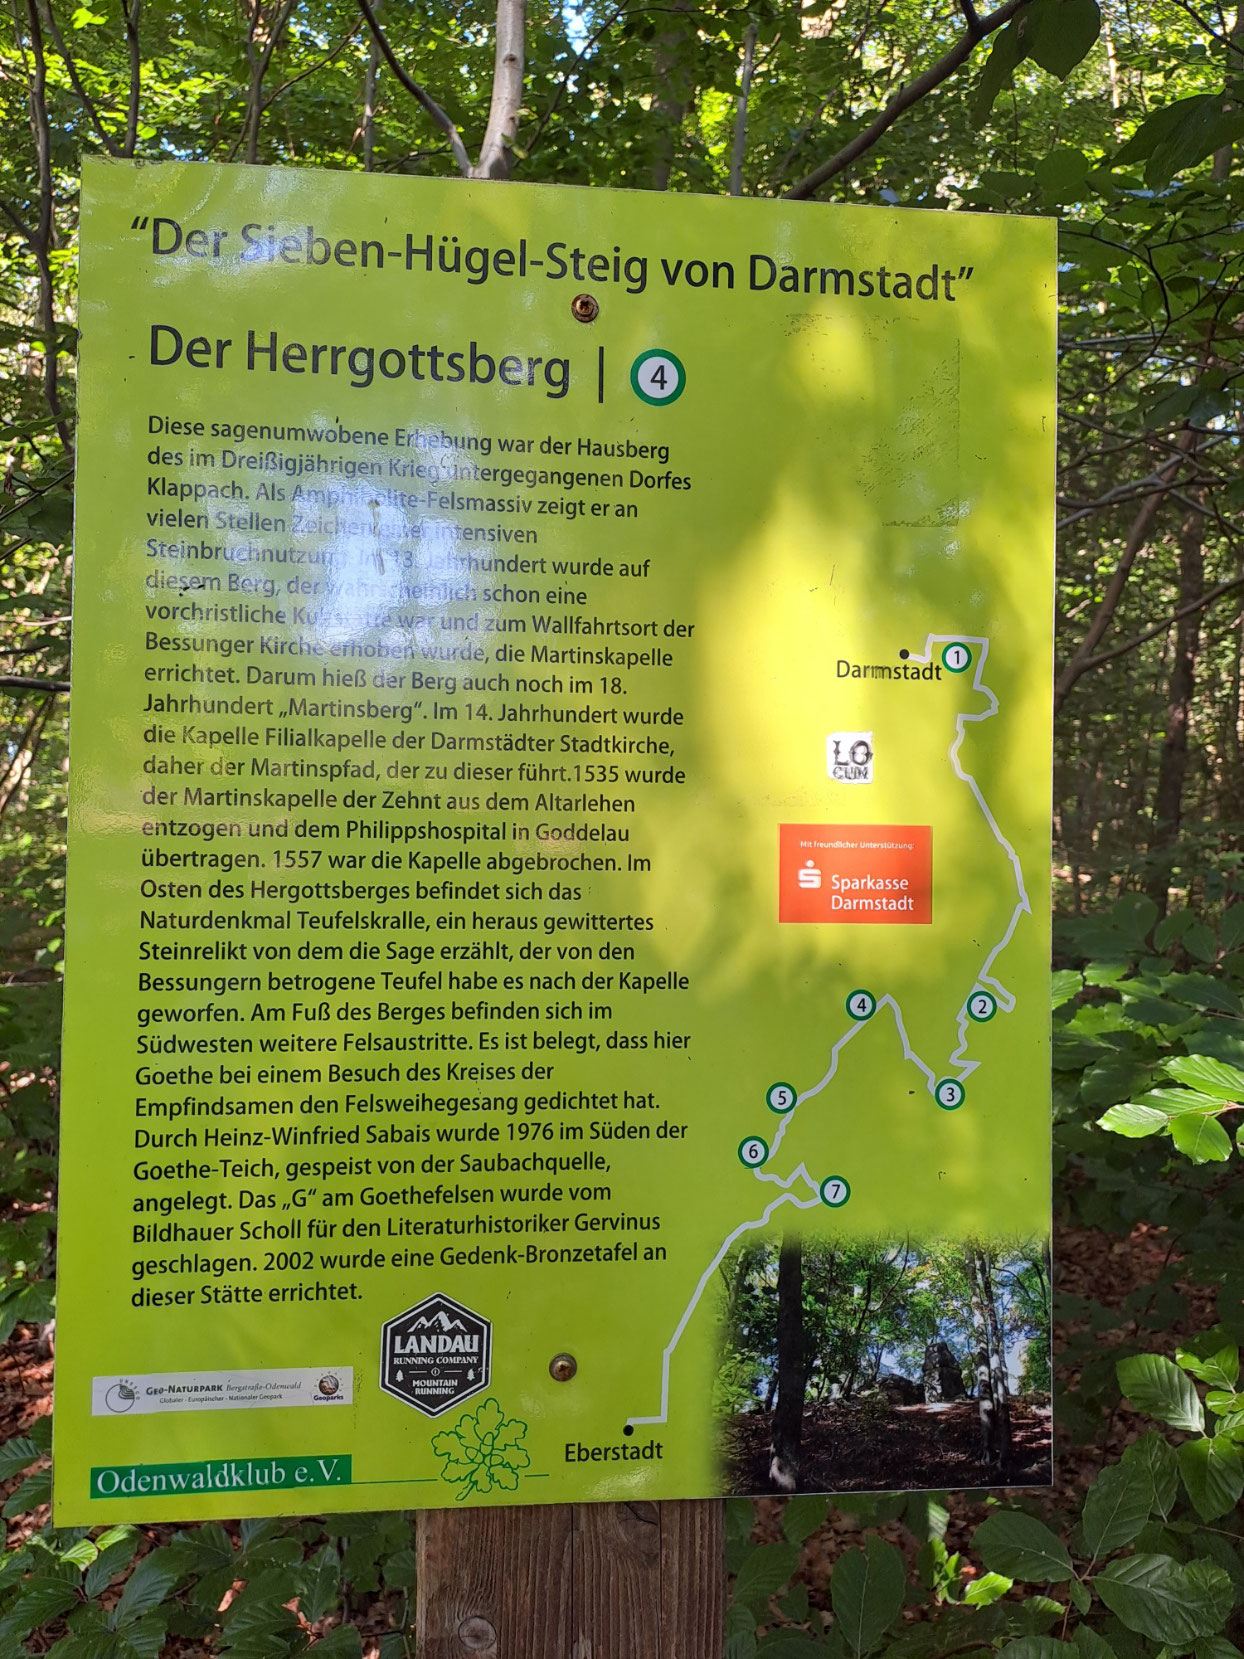 “Der Sieben-Hügel-Steig von Darmstadt”
Der Herrgottsberg | 4
Diese sagenumwobene Erhebung war der Hausberg
des im Dreißigjährigen Krieg untergegangenen Dorfes
Klappach. Als Amphibolite-Felsmassiv zeigt er an
vielen Stellen Zeichen einer intensiven
Steinbruchnutzung. Im 13. Jahrhundert wurde auf
diesem Berg, der wahrscheinlich schon eine
vorchristliche Kultstätte war und zum Wallfahrtsort der
Bessunger Kirche erhoben wurde, die Martinskapelle
errichtet. Darum hieß der Berg auch noch im 18.
Jahrhundert „Martinsberg“. Im 14. Jahrhundert wurde
die Kapelle Filialkapelle der Darmstädter Stadtkirche,
daher der Martinspfad, der zu dieser führt.1535 wurde
der Martinskapelle der Zehnt aus dem Altarlehen
entzogen und dem Philippshospital in Goddelau
übertragen. 1557 war die Kapelle abgebrochen. Im
Osten des Hergottsberges befindet sich das
Naturdenkmal Teufelskralle, ein heraus gewittertes
Steinrelikt von dem die Sage erzählt, der von den
Bessungern betrogene Teufel habe es nach der Kapelle
geworfen. Am Fuß des Berges befinden sich im
Südwesten weitere Felsaustritte. Es ist belegt, dass hier
Goethe bei einem Besuch des Kreises der
Empfindsamen den Felsweihegesang gedichtet hat.
Durch Heinz-Winfried Sabais wurde 1976 im Süden der
Goethe-Teich, gespeist von der Saubachquelle,
angelegt. Das „G“ am Goethefelsen wurde vom
Bildhauer Scholl für den Literaturhistoriker Gervinus
geschlagen. 2002 wurde eine Gedenk-Bronzetafel an
dieser Stätte errichtet.
Darmstadt
1
LO
CUN
Mit freundlicher Unterstützung:
Sparkasse
Darmstadt
2
4
3
5
6
7
Eberstadt
LANDAU
RUNNING COMPANY
MOUNTAIN
RUNNING
Geo-Naturpark Bergstraße-Odenwald
Globaler · Europäischer · Nationaler Geopark
Geoparks
Odenwaldklub e.V.